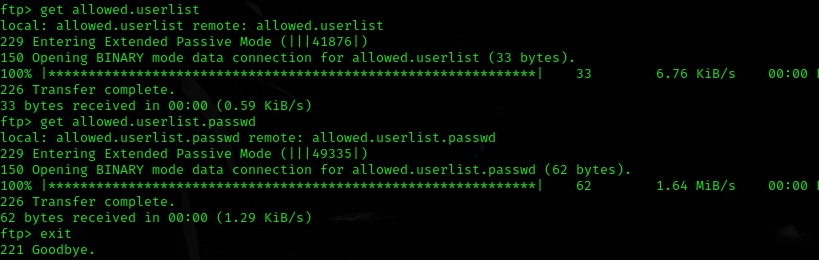 ftp> get allowed.userlist
local: allowed.userlist remote: allowed.userlist
229 Entering Extended Passive Mode (|||41876|)
150 Opening BINARY mode data connection for allowed.userlist (33 bytes).
100% |*************************************************************| 33 6.76 KiB/s 00:00
226 Transfer complete.
33 bytes received in 00:00 (0.59 KiB/s)
ftp> get allowed.userlist.passwd
local: allowed.userlist.passwd remote: allowed.userlist.passwd
229 Entering Extended Passive Mode (|||49335|)
150 Opening BINARY mode data connection for allowed.userlist.passwd (62 bytes).
100% |*************************************************************| 62 1.64 MiB/s 00:00
226 Transfer complete.
62 bytes received in 00:00 (1.29 KiB/s)
ftp> exit
221 Goodbye.